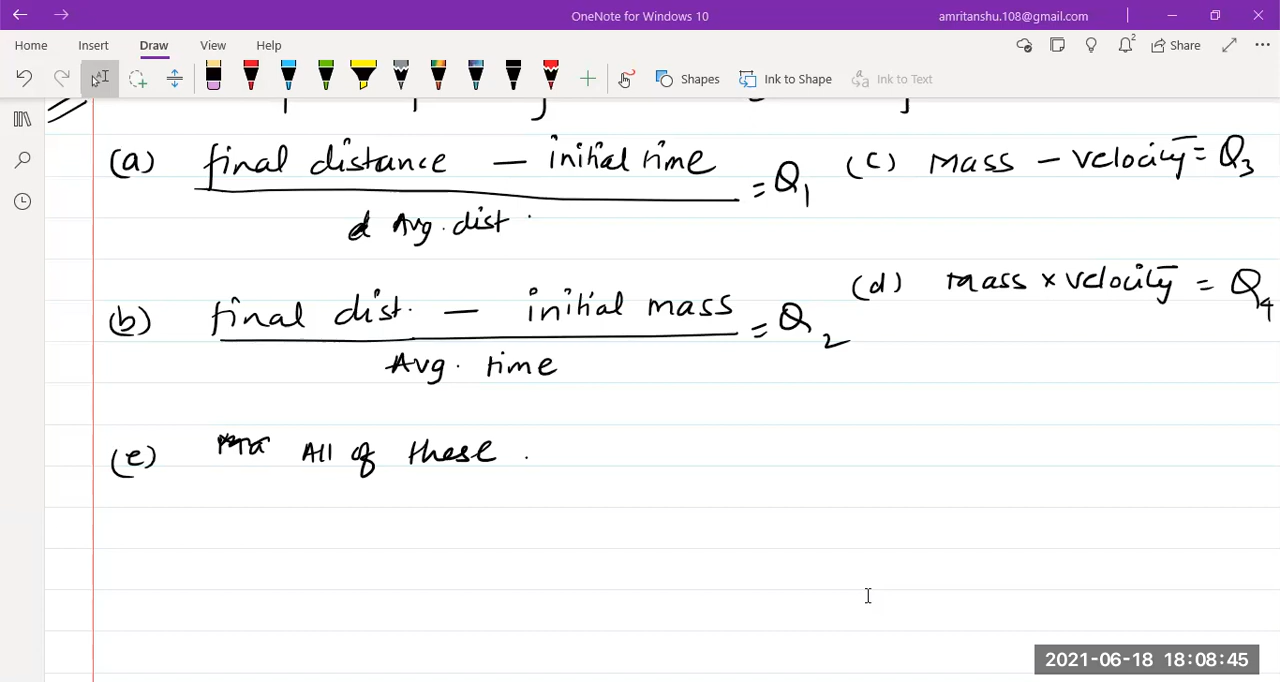 OneNote for Windows 10
amritanshu.108@gmail.com
Home Insert Draw View Help
Share
Shapes Ink to Shape Ink to Text
(a) final distance — initial time = Q1
Avg. dist.
(c) Mass - velocity = Q3
(b) final dist. — initial mass = Q2
Avg. time
(d) Mass x velocity = Q4
(e) All of these.
2021-06-18 18:08:45